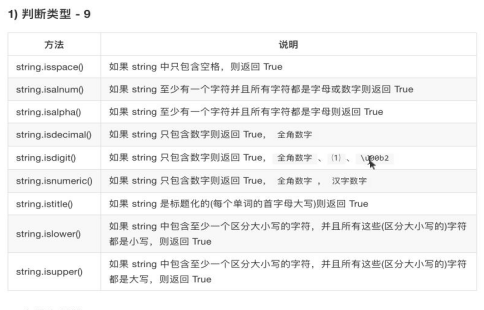 1) 判断类型 - 9
方法 说明
string.isspace() 如果 string 中只包含空格，则返回 True
string.isalnum() 如果 string 至少有一个字符并且所有字符都是字母或数字则返回 True
string.isalpha() 如果 string 至少有一个字符并且所有字符都是字母则返回 True
string.isdecimal() 如果 string 只包含数字则返回 True， 全角数字
string.isdigit() 如果 string 只包含数字则返回 True， 全角数字 、 ⑴ 、 \u00b2
string.isnumeric() 如果 string 只包含数字则返回 True， 全角数字 ， 汉字数字
string.istitle() 如果 string 是标题化的(每个单词的首字母大写)则返回 True
string.islower() 如果 string 中包含至少一个区分大小写的字符，并且所有这些(区分大小写的)字符
都是小写，则返回 True
string.isupper() 如果 string 中包含至少一个区分大小写的字符，并且所有这些(区分大小写的)字符
都是大写，则返回 True